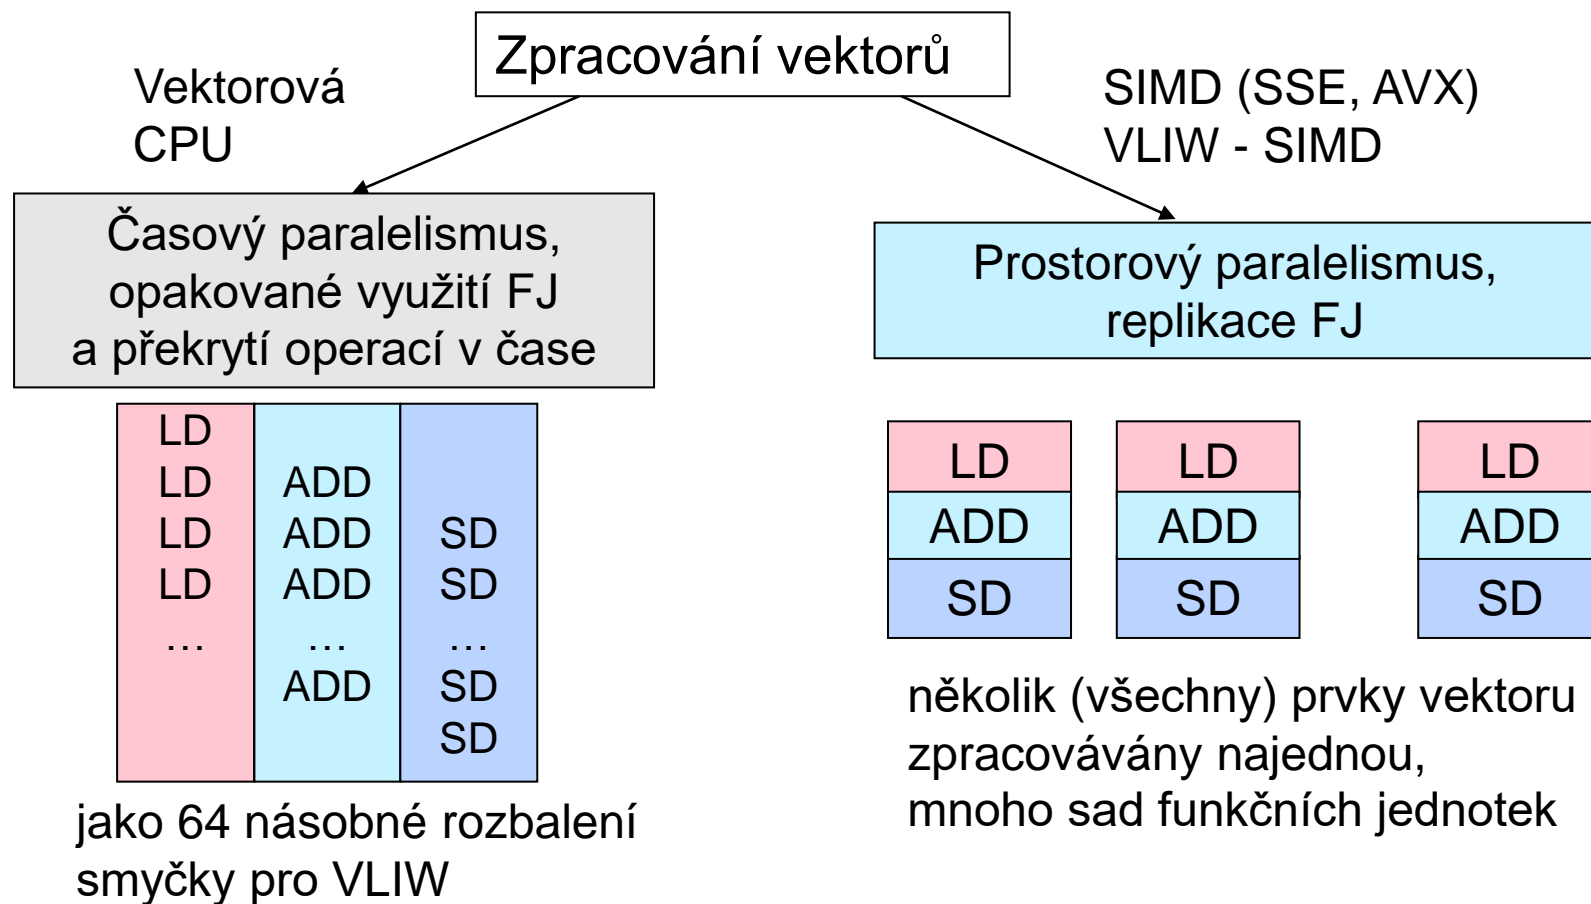 Zpracování vektorů
Vektorová
CPU
SIMD (SSE, AVX)
VLIW - SIMD
Časový paralelismus,
opakované využití FJ
a překrytí operací v čase
Prostorový paralelismus,
replikace FJ
LD
LD ADD
LD ADD SD
LD ADD SD
… … …
ADD SD
SD
jako 64 násobné rozbalení
smyčky pro VLIW
LD LD LD
ADD ADD ADD
SD SD SD
několik (všechny) prvky vektoru
zpracovávány najednou,
mnoho sad funkčních jednotek